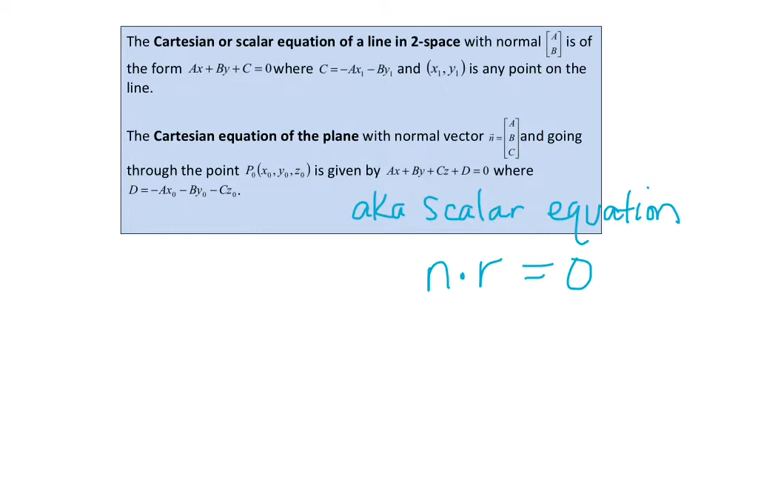 The Cartesian or scalar equation of a line in 2-space with normal [A B] is of
the form Ax + By + C = 0 where C = −Ax₁ − By₁ and (x₁, y₁) is any point on the
line.
The Cartesian equation of the plane with normal vector n⃗ = [A B C] and going
through the point P₀(x₀, y₀, z₀) is given by Ax + By + Cz + D = 0 where
D = −Ax₀ − By₀ − Cz₀.
aka scalar equation
n · r = 0